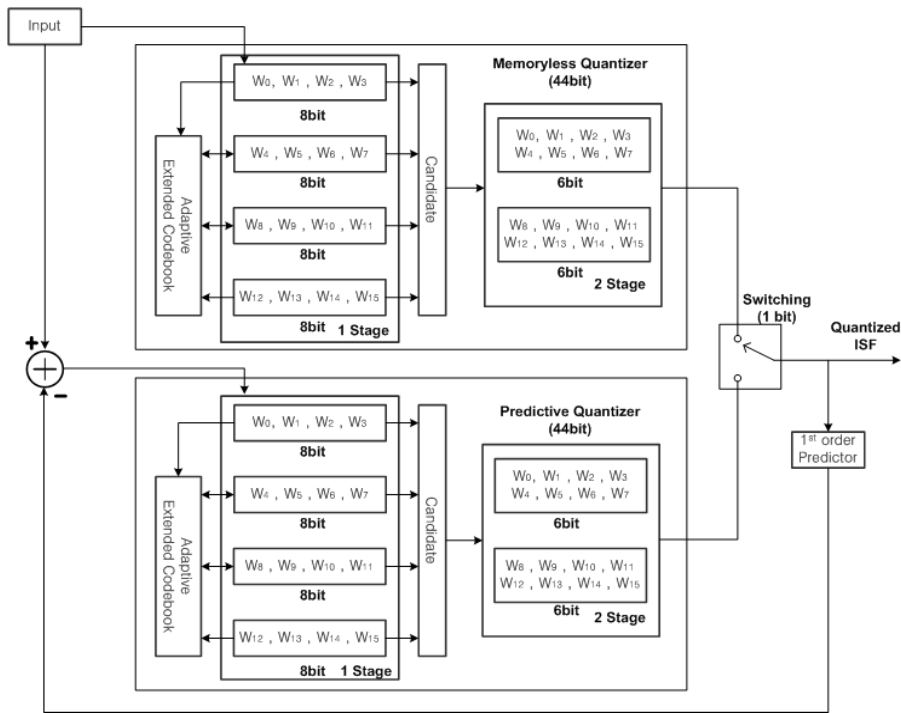 Input
Memoryless Quantizer
(44bit)
W0, W1 , W2 , W3
8bit
W4 , W5 , W6 , W7
8bit
W8 , W9 , W10 , W11
8bit
W12 , W13 , W14 , W15
8bit 1 Stage
Adaptive
Extended Codebook
Candidate
W0, W1 , W2 , W3
W4 , W5 , W6 , W7
6bit
W8 , W9 , W10 , W11
W12 , W13 , W14 , W15
6bit
2 Stage
Switching
(1 bit)
Quantized
ISF
+
−
Predictive Quantizer
(44bit)
W0, W1 , W2 , W3
8bit
W4 , W5 , W6 , W7
8bit
W8 , W9 , W10 , W11
8bit
W12 , W13 , W14 , W15
8bit 1 Stage
Adaptive
Extended Codebook
Candidate
W0, W1 , W2 , W3
W4 , W5 , W6 , W7
6bit
W8 , W9 , W10 , W11
W12 , W13 , W14 , W15
6bit
2 Stage
1st order
Predictor